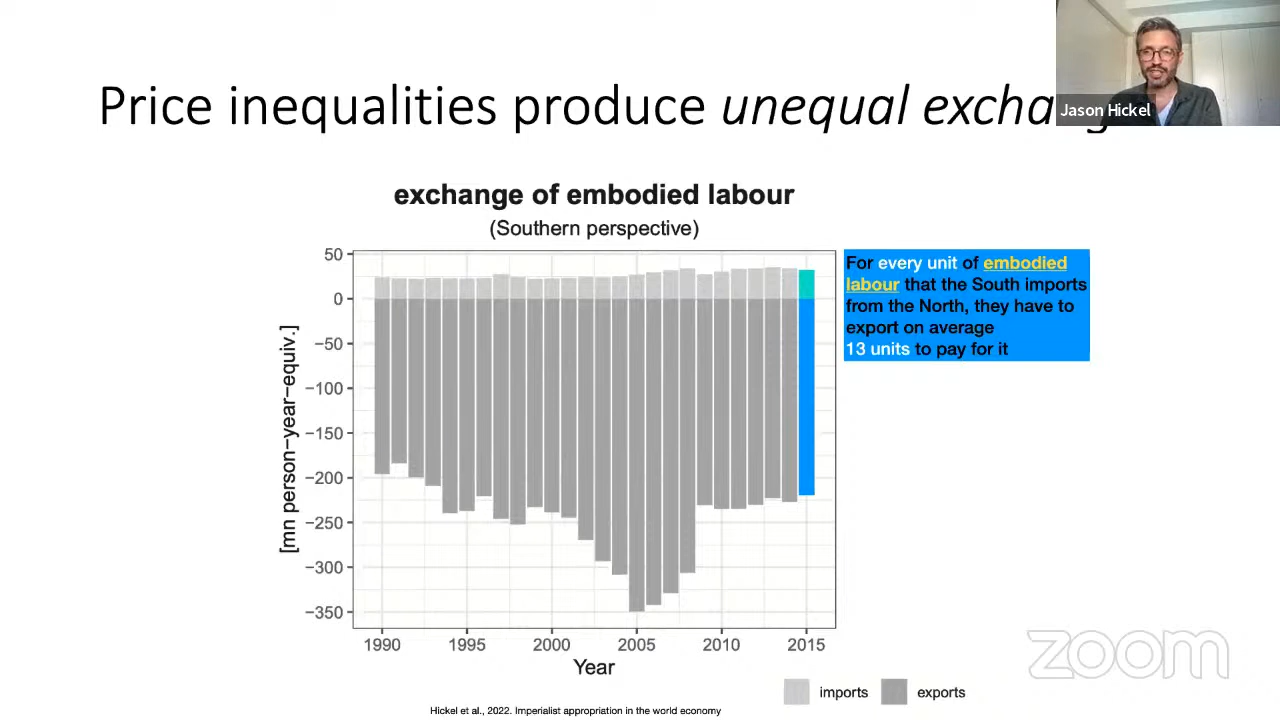 Price inequalities produce unequal exchang
Jason Hickel
exchange of embodied labour
(Southern perspective)
50
0
−50
−100
−150
−200
−250
−300
−350
[mn person−year−equiv.]
1990 1995 2000 2005 2010 2015
Year
For every unit of embodied
labour that the South imports
from the North, they have to
export on average
13 units to pay for it
imports exports
Hickel et al., 2022. Imperialist appropriation in the world economy
zoom